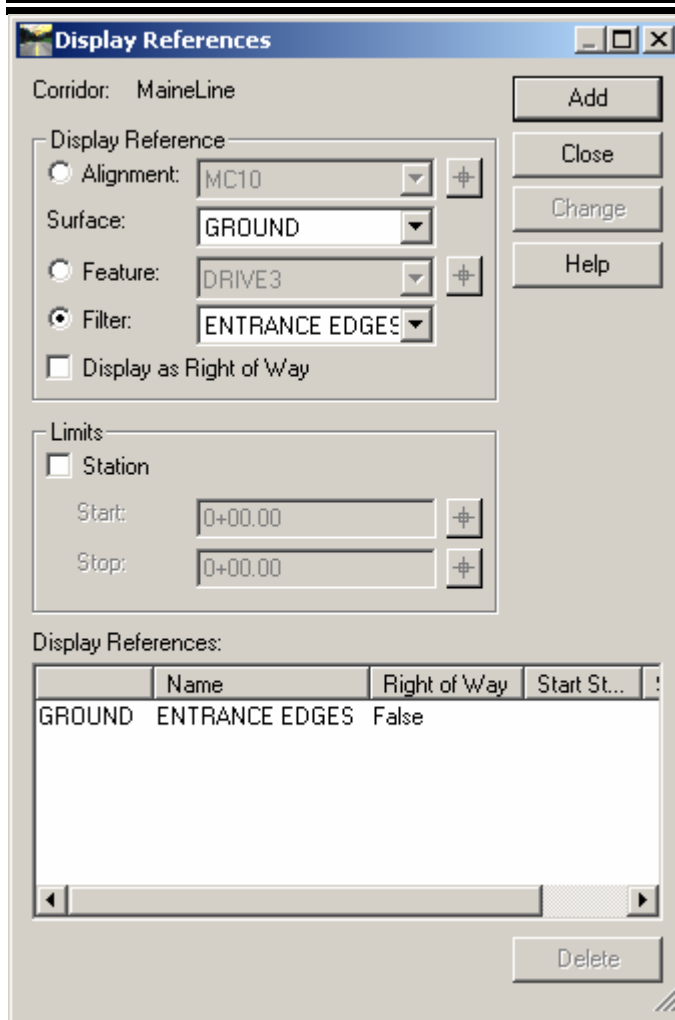 Display References
Corridor: MaineLine
Add
Display Reference
Close
Alignment: MC10
Change
Surface: GROUND
Help
Feature: DRIVE3
Filter: ENTRANCE EDGES
Display as Right of Way
Limits
Station
Start: 0+00.00
Stop: 0+00.00
Display References:
Name Right of Way Start St...
GROUND ENTRANCE EDGES False
Delete